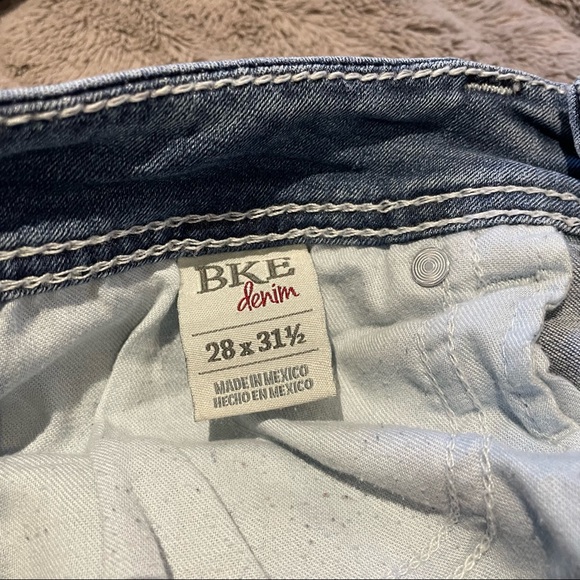 BKE
denim
28 x 31½
MADE IN MEXICO
HECHO EN MEXICO